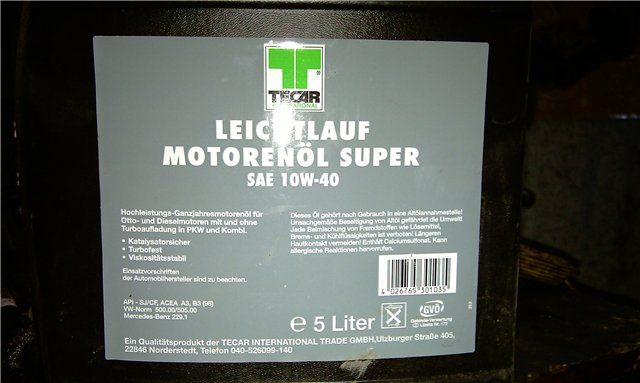 TECAR
INTERNATIONAL
LEICHTLAUF
MOTORENÖL SUPER
SAE 10W-40
Hochleistungs-Ganzjahresmotorenöl für
Otto- und Dieselmotoren mit und ohne
Turboaufladung in PKW und Kombi.
• Katalysatorsicher
• Turbofest
• Viskositätsstabil
Einsatzvorschriften
der Automobilhersteller sind zu beachten.
API - SJ/CF, ACEA A3, B3 (98)
VW-Norm 500.00/505.00
Mercedes-Benz 229.1
Dieses Öl gehört nach Gebrauch in eine Altölannahmestelle!
Unsachgemäße Beseitigung von Altöl gefährdet die Umwelt!
Jede Beimischung von Fremdstoffen wie Lösemittel,
Brems- und Kühlflüssigkeiten ist verboten! Längeren
Hautkontakt vermeiden! Enthält Calciumsulfonat. Kann
allergische Reaktionen hervorrufen.
4 026765 301035
e 5 Liter
GVÖ
Gebinde-Verwertung
Lizenz Nr. 172
Ein Qualitätsprodukt der TECAR INTERNATIONAL TRADE GMBH, Ulzburger Straße 405,
22846 Norderstedt, Telefon 040-526099-140